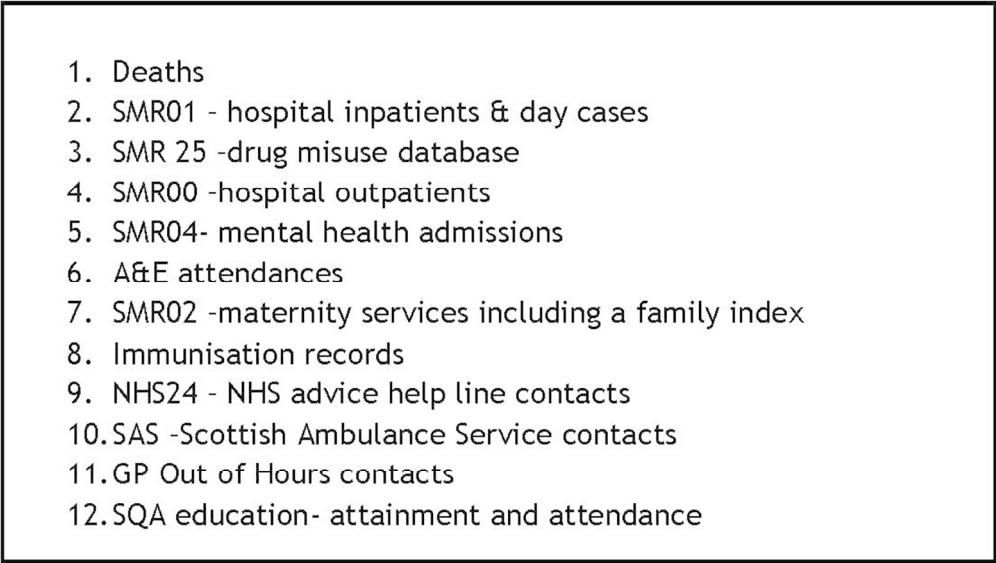 1. Deaths
2. SMR01 – hospital inpatients & day cases
3. SMR 25 –drug misuse database
4. SMR00 –hospital outpatients
5. SMR04- mental health admissions
6. A&E attendances
7. SMR02 –maternity services including a family index
8. Immunisation records
9. NHS24 – NHS advice help line contacts
10. SAS –Scottish Ambulance Service contacts
11. GP Out of Hours contacts
12. SQA education- attainment and attendance